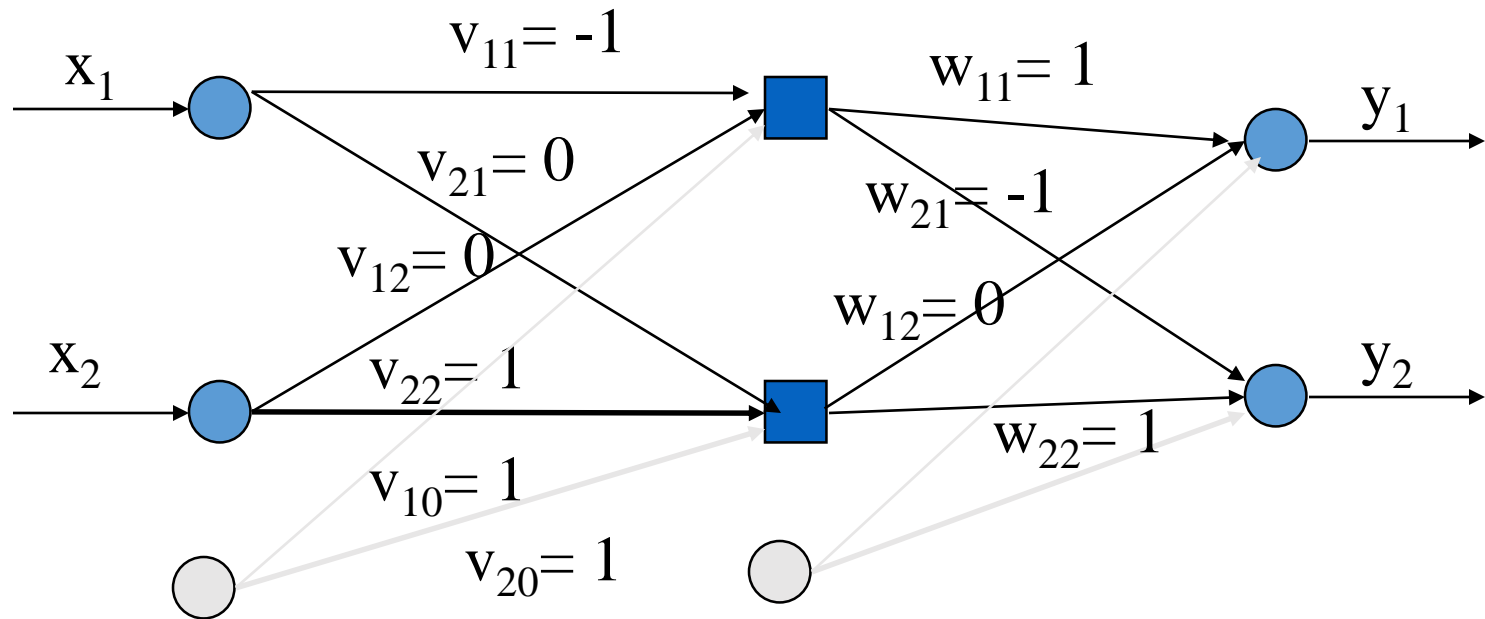 v₁₁= -1
w₁₁= 1
x₁
y₁
v₂₁= 0
w₂₁= -1
v₁₂= 0
w₁₂= 0
x₂
v₂₂= 1
y₂
w₂₂= 1
v₁₀= 1
v₂₀= 1